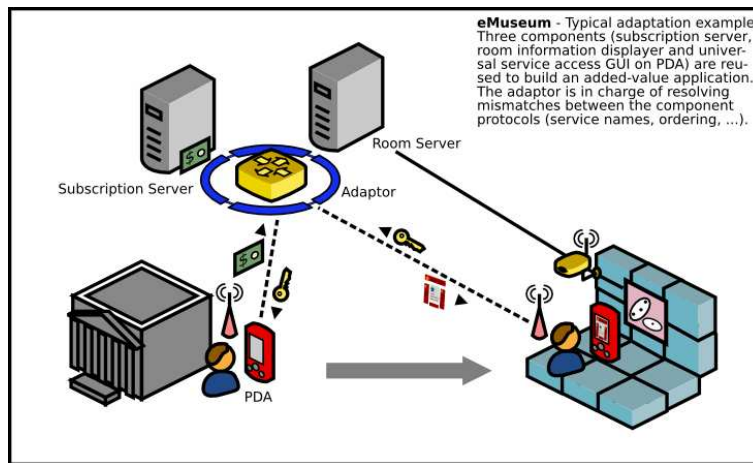 eMuseum - Typical adaptation example
Three components (subscription server,
room information displayer and univer-
sal service access GUI on PDA) are reu-
sed to build an added-value application.
The adaptor is in charge of resolving
mismatches between the component
protocols (service names, ordering, ...).
Room Server
Subscription Server
Adaptor
$
$
PDA